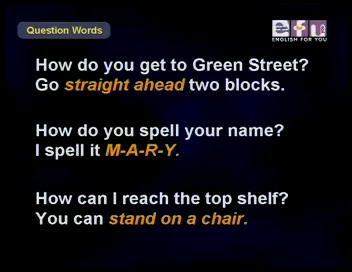 Question Words
efu
ENGLISH FOR YOU
How do you get to Green Street?
Go straight ahead two blocks.
How do you spell your name?
I spell it M-A-R-Y.
How can I reach the top shelf?
You can stand on a chair.